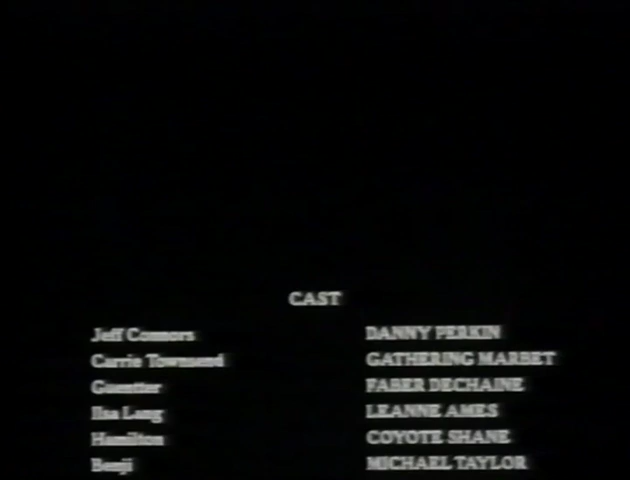 CAST
Jeff Connors DANNY PERKIN
Carrie Townsend GATHERING MARBET
Guentter FABER DECHAINE
Ilsa Lang LEANNE AMES
Hamilton COYOTE SHANE
Benji MICHAEL TAYLOR